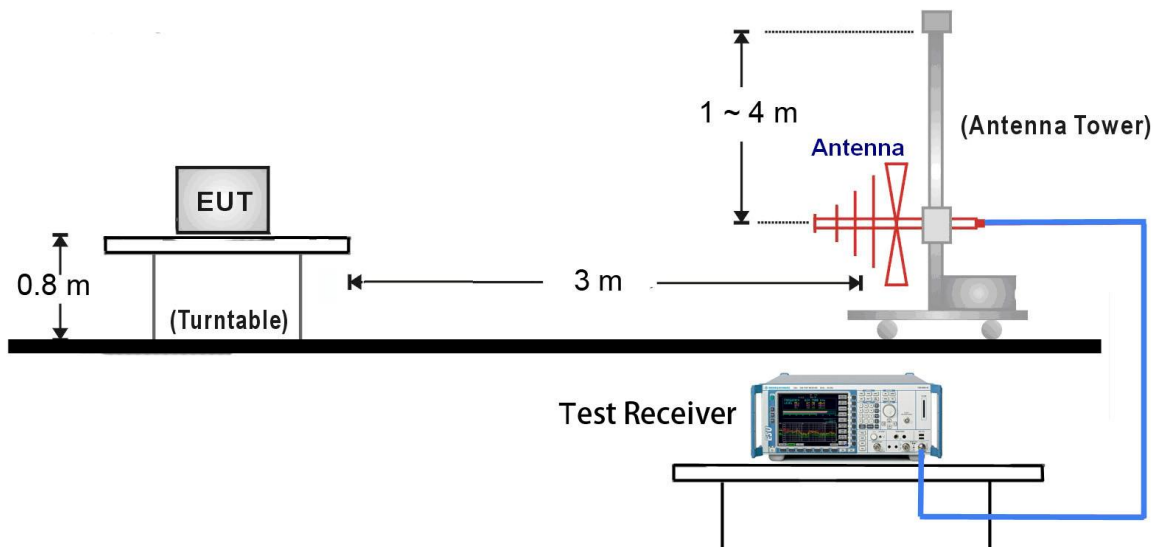 1 ~ 4 m
(Antenna Tower)
Antenna
EUT
0.8 m
3 m
(Turntable)
Test Receiver